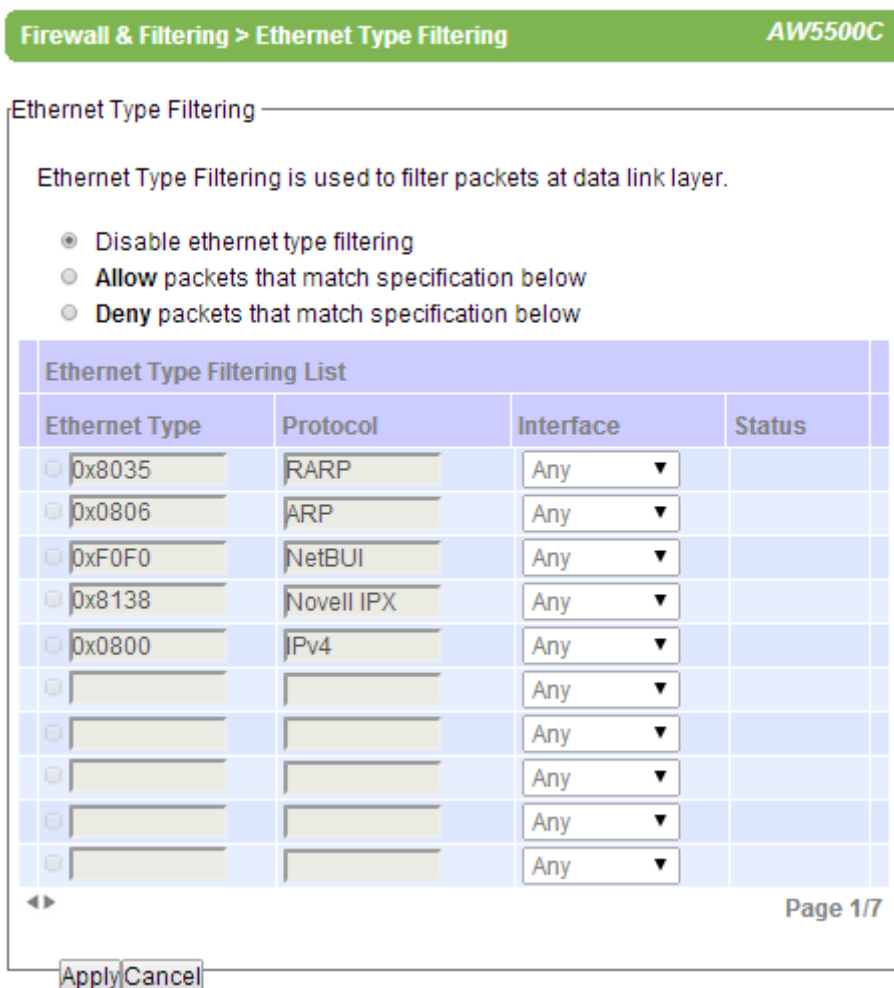 Firewall & Filtering > Ethernet Type Filtering AW5500C
Ethernet Type Filtering
Ethernet Type Filtering is used to filter packets at data link layer.
Disable ethernet type filtering
Allow packets that match specification below
Deny packets that match specification below
Ethernet Type Filtering List
Ethernet Type Protocol Interface Status
0x8035 RARP Any
0x0806 ARP Any
0xF0F0 NetBUI Any
0x8138 Novell IPX Any
0x0800 IPv4 Any
Any
Any
Any
Any
Any
Page 1/7
Apply Cancel